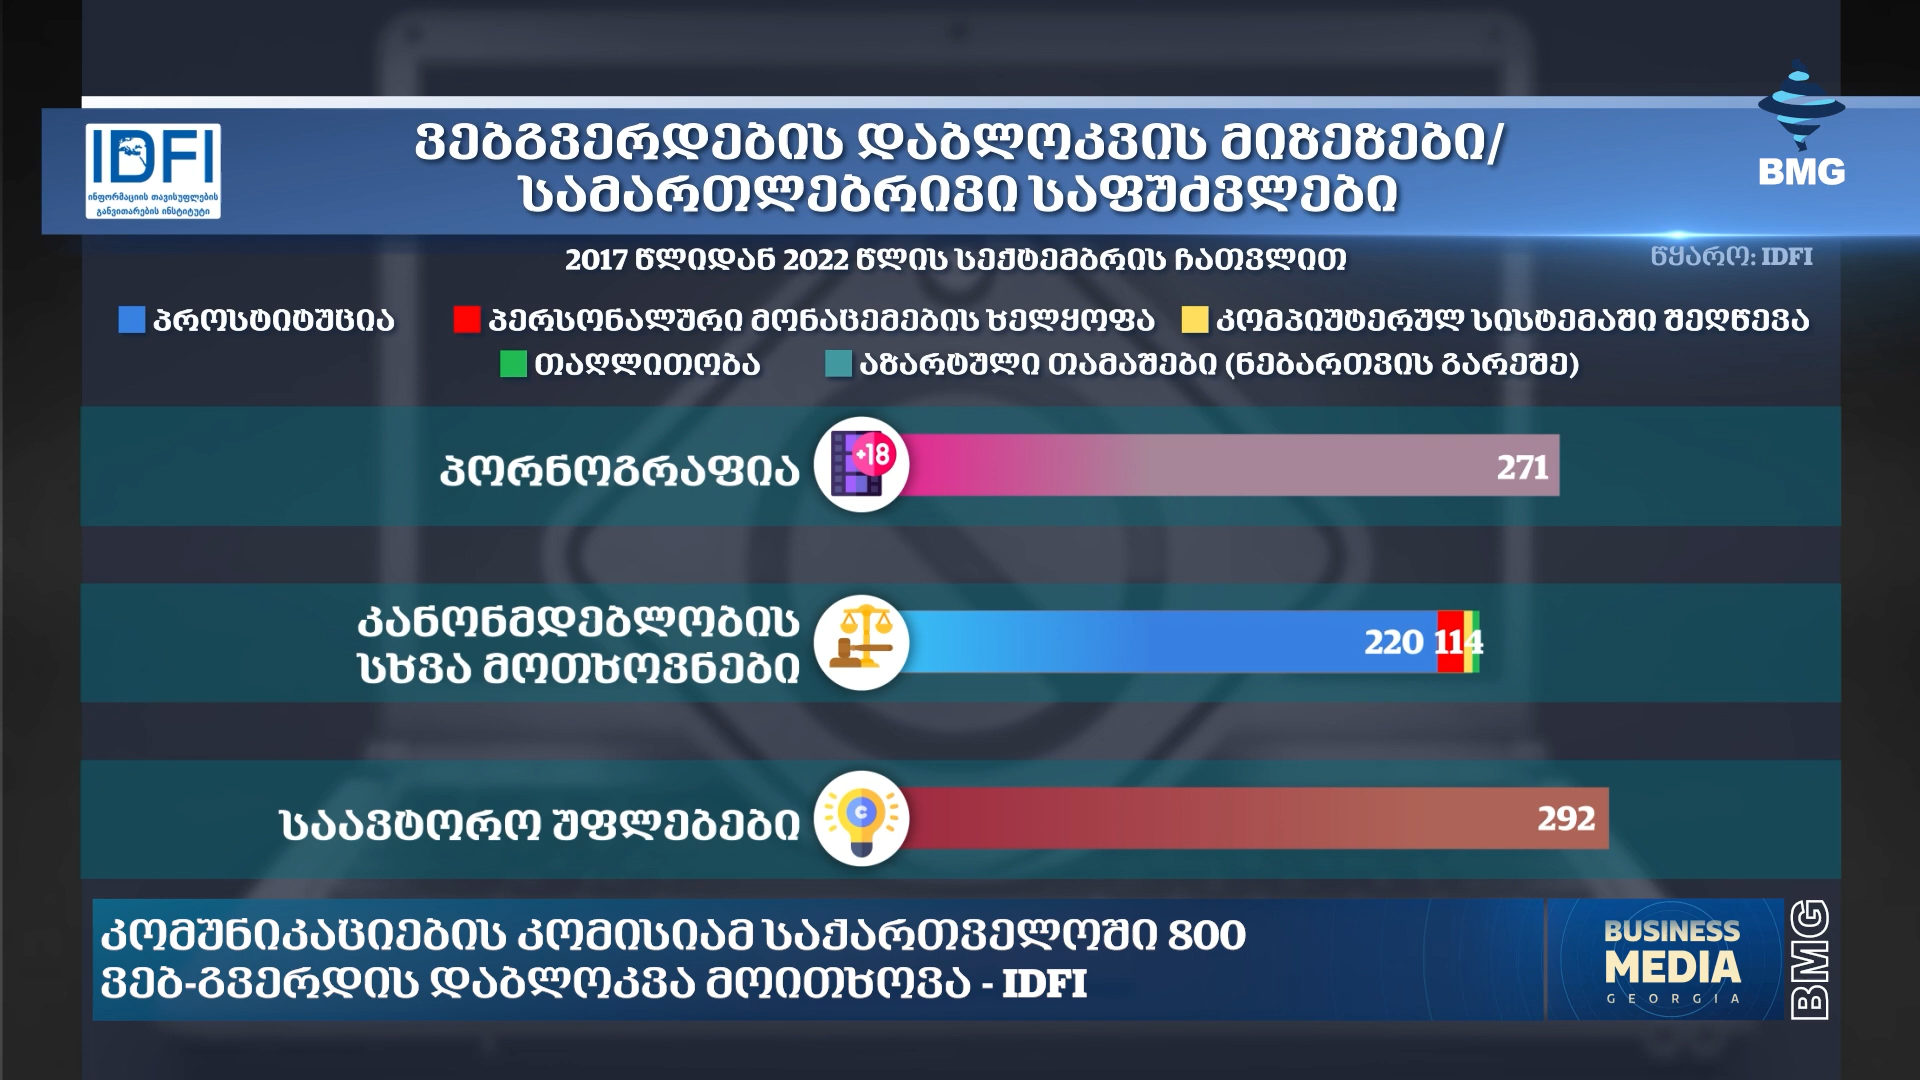 IDFI
ინფორმაციის თავისუფლების
განვითარების ინსტიტუტი
ვებგვერდების დაბლოკვის მიზეზები/
სამართლებრივი საფუძვლები
BMG
2017 წლიდან 2022 წლის სექტემბრის ჩათვლით
წყარო: IDFI
პროსტიტუცია
პერსონალური მონაცემების ხელყოფა
კომპიუტერულ სისტემაში შეღწევა
თაღლითობა
აზარტული თამაშები (ნებართვის გარეშე)
პორნოგრაფია
+18
271
კანონმდებლობის
სხვა მოთხოვნები
220 114
საავტორო უფლებები
C
292
კომუნიკაციების კომისიამ საქართველოში 800
ვებ-გვერდის დაბლოკვა მოითხოვა - IDFI
BUSINESS
MEDIA
GEORGIA
BMG